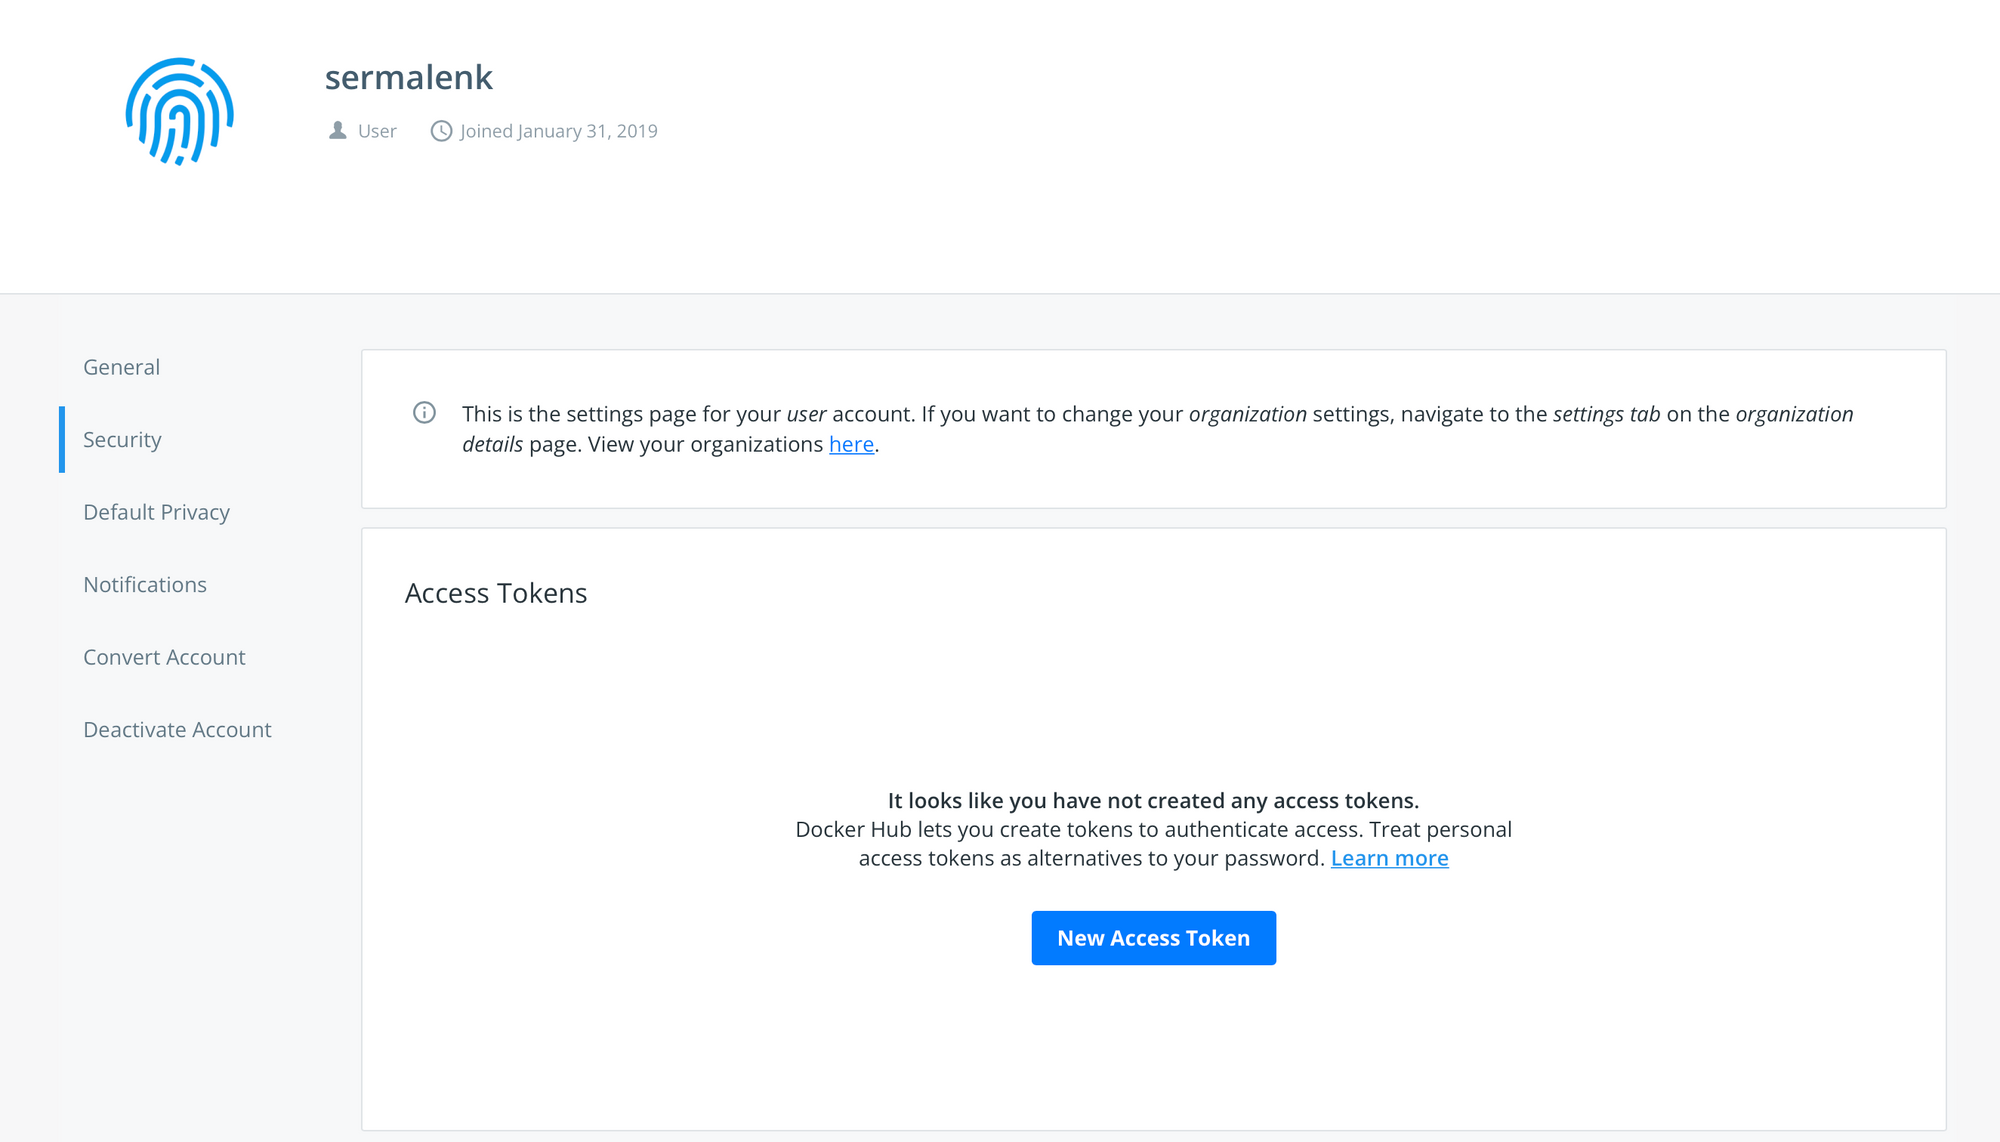 sermalenk
User Joined January 31, 2019
General
Security
Default Privacy
Notifications
Convert Account
Deactivate Account
This is the settings page for your user account. If you want to change your organization settings, navigate to the settings tab on the organization
details page. View your organizations here.
Access Tokens
It looks like you have not created any access tokens.
Docker Hub lets you create tokens to authenticate access. Treat personal
access tokens as alternatives to your password. Learn more
New Access Token